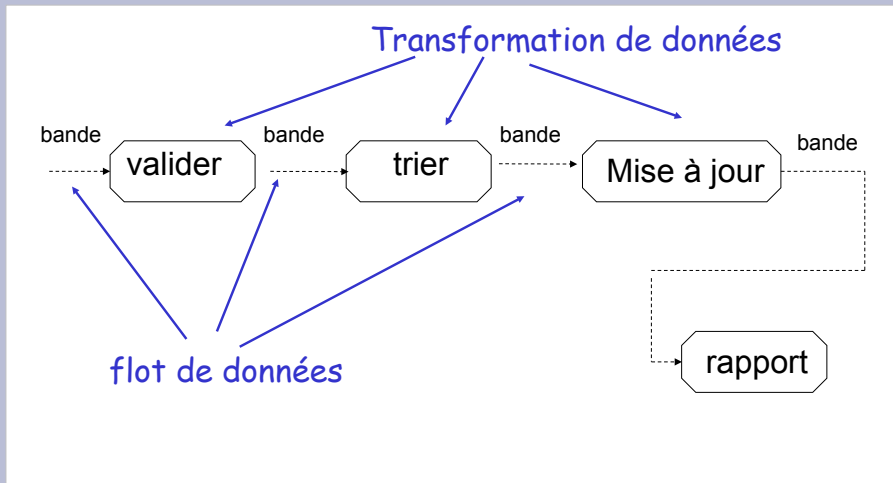 Transformation de données
bande
bande
bande
bande
valider
trier
Mise à jour
flot de données
rapport